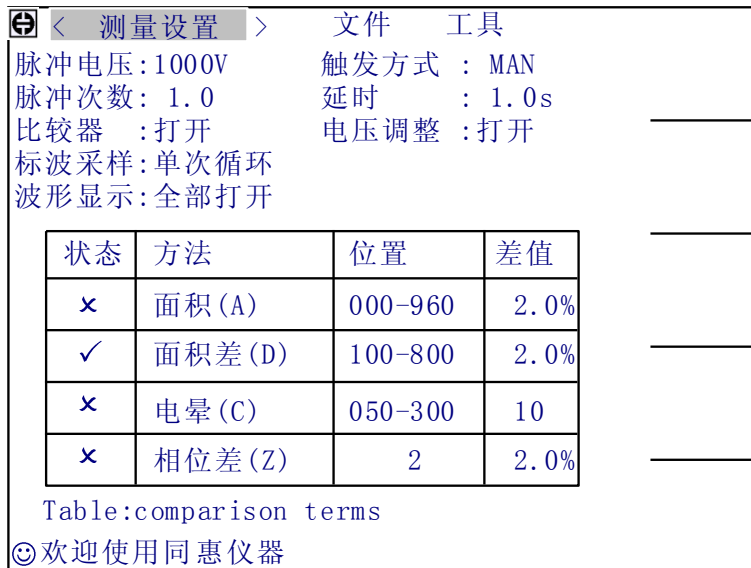 < 测量设置 > 文件 工具
脉冲电压:1000V 触发方式 : MAN
脉冲次数: 1.0 延时 : 1.0s
比较器 :打开 电压调整 :打开
标波采样:单次循环
波形显示:全部打开
状态 方法 位置 差值
× 面积(A) 000-960 2.0%
✓ 面积差(D) 100-800 2.0%
× 电晕(C) 050-300 10
× 相位差(Z) 2 2.0%
Table:comparison terms
☺欢迎使用同惠仪器